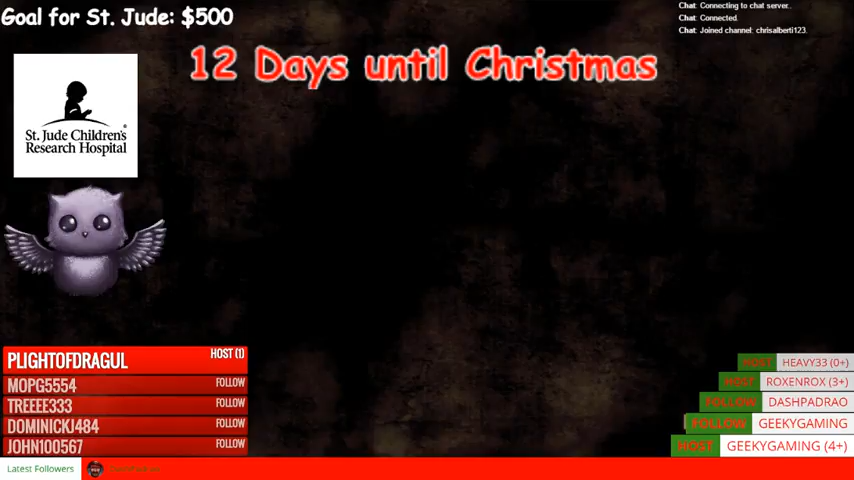 Goal for St. Jude: $500
Chat: Connecting to chat server..
Chat: Connected.
Chat: Joined channel: chrisalberti123.
12 Days until Christmas
St. Jude Children's
Research Hospital
PLIGHTOFDRAGUL HOST (1)
MOPG5554 FOLLOW
TREEEE333 FOLLOW
DOMINICKJ484 FOLLOW
JOHN100567 FOLLOW
HOST HEAVY33 (0+)
HOST ROXENROX (3+)
FOLLOW DASHPADRAO
FOLLOW GEEKYGAMING
HOST GEEKYGAMING (4+)
Latest Followers